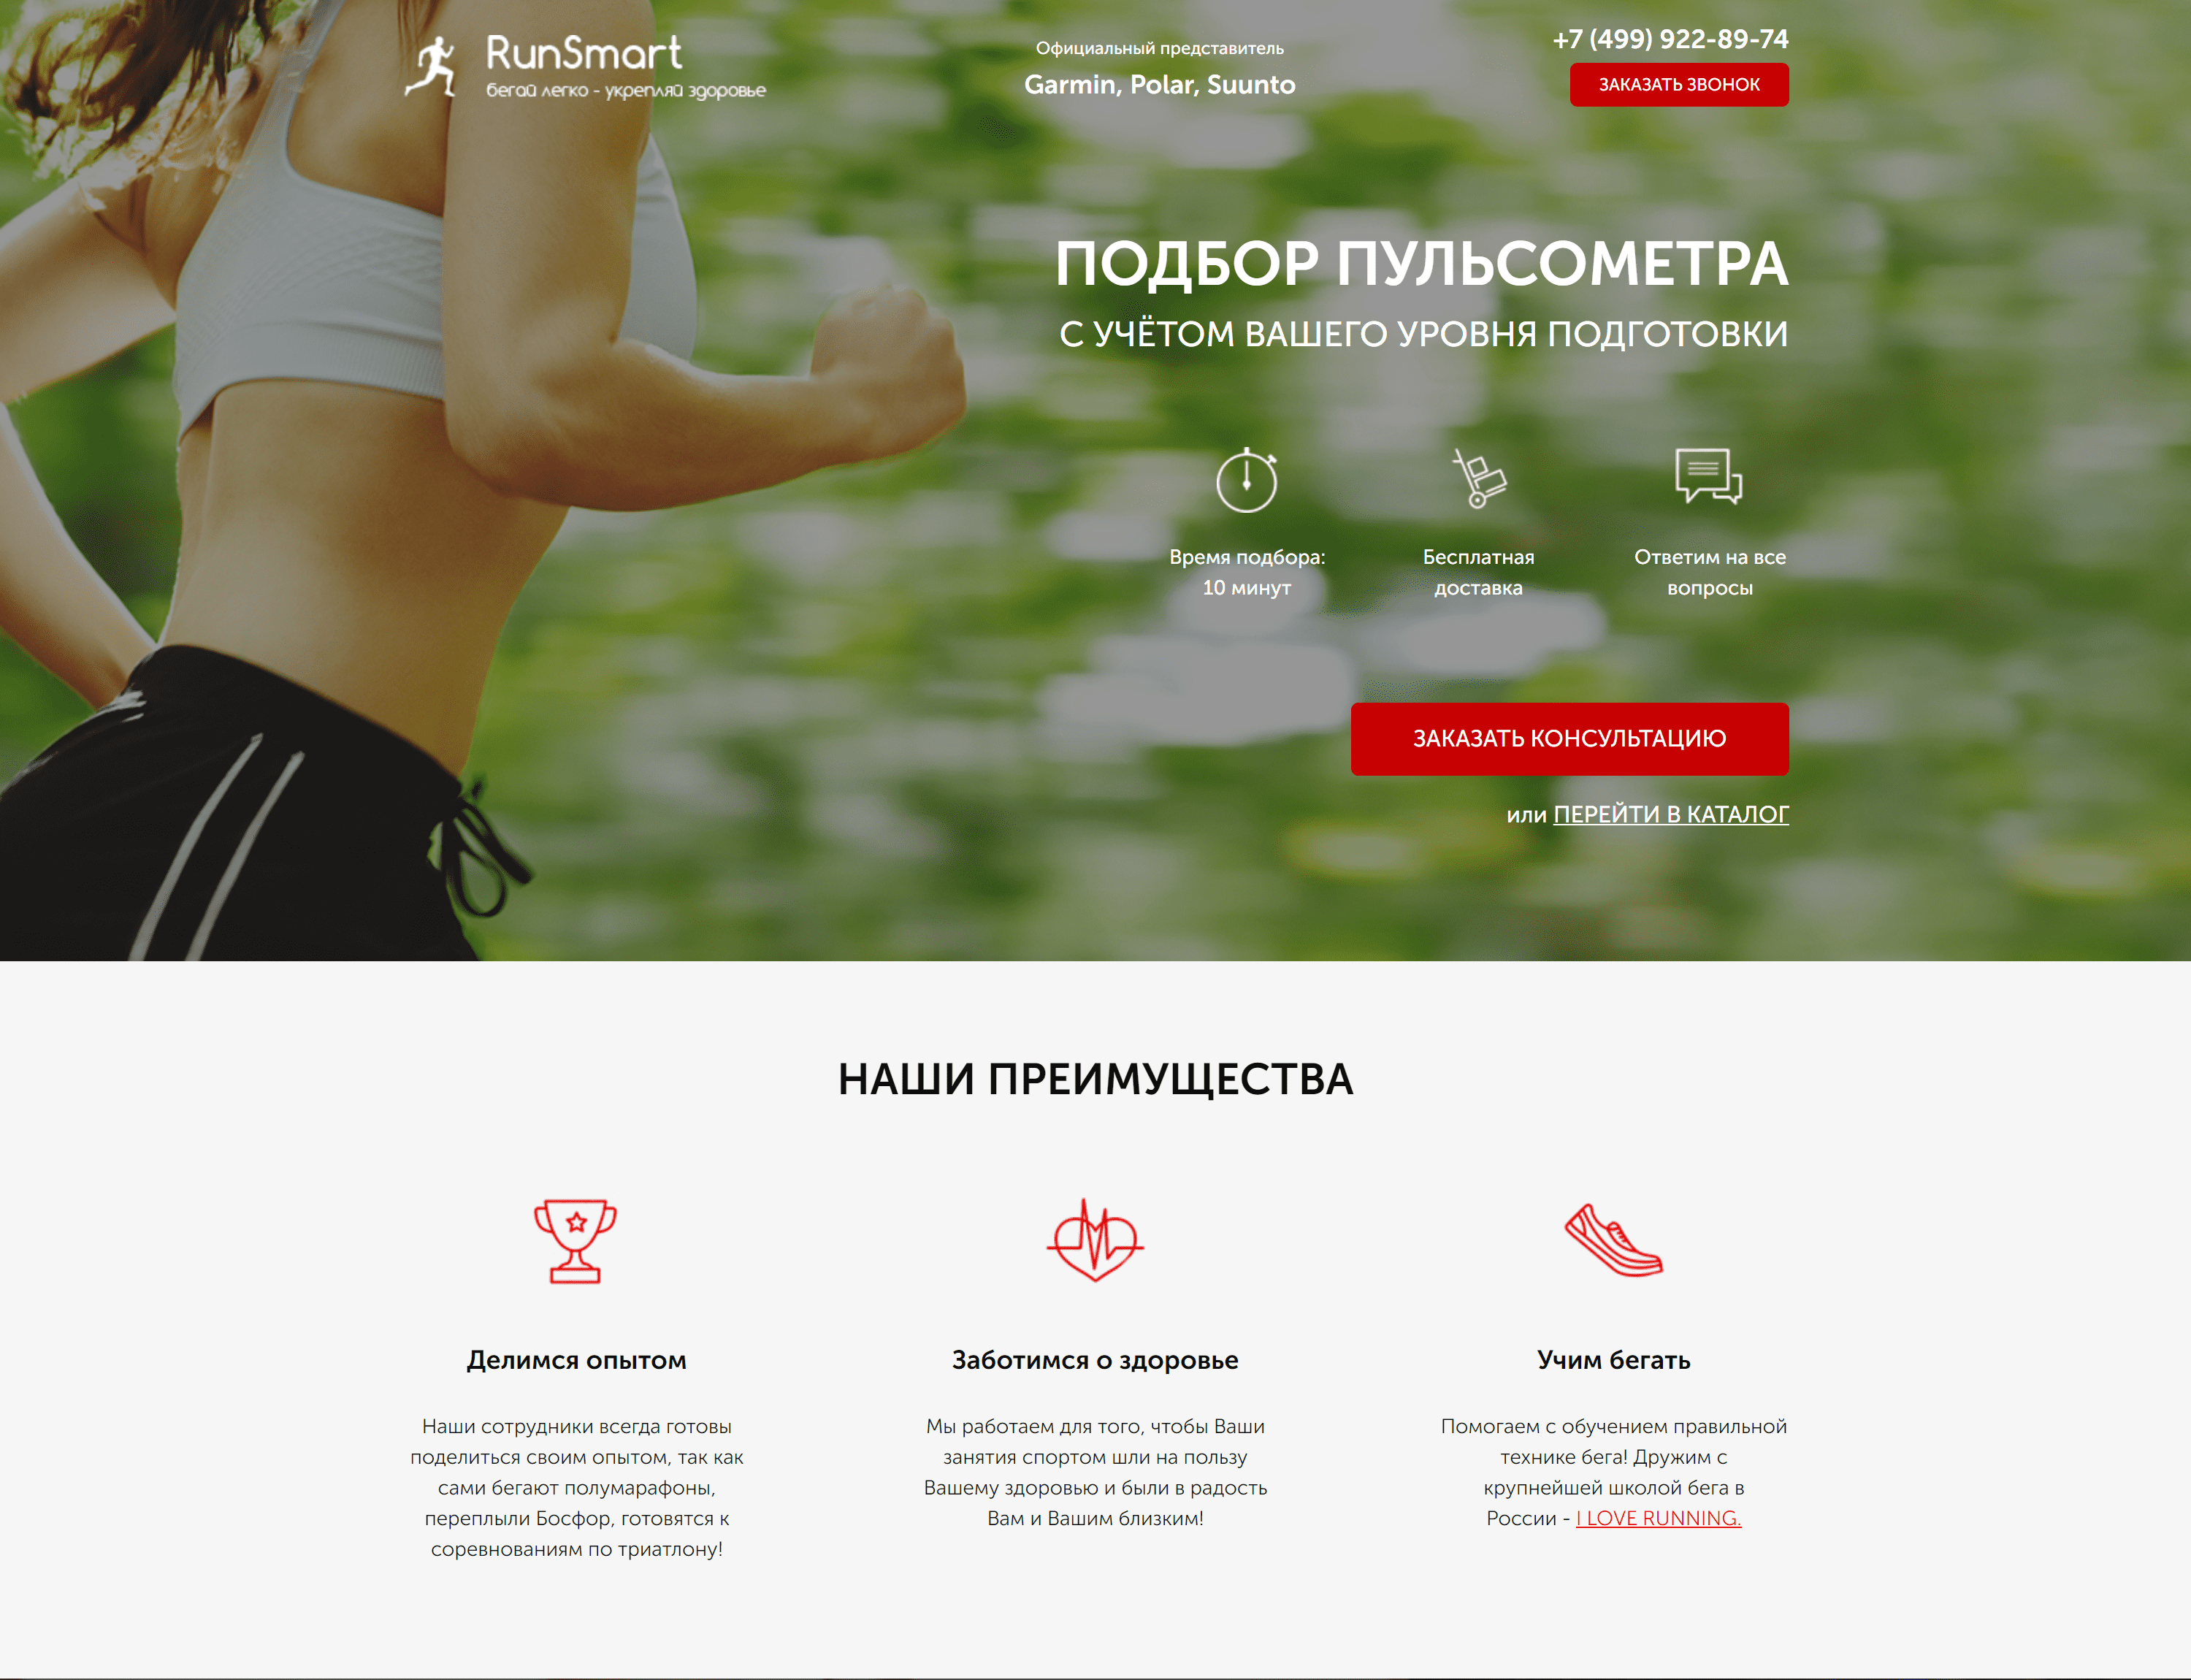 RunSmart
бегай легко - укрепляй здоровье
Официальный представитель
Garmin, Polar, Suunto
+7 (499) 922-89-74
ЗАКАЗАТЬ ЗВОНОК
ПОДБОР ПУЛЬСОМЕТРА
С УЧЁТОМ ВАШЕГО УРОВНЯ ПОДГОТОВКИ
Время подбора:
10 минут
Бесплатная
доставка
Ответим на все
вопросы
ЗАКАЗАТЬ КОНСУЛЬТАЦИЮ
или ПЕРЕЙТИ В КАТАЛОГ
НАШИ ПРЕИМУЩЕСТВА
Делимся опытом
Наши сотрудники всегда готовы
поделиться своим опытом, так как
сами бегают полумарафоны,
переплыли Босфор, готовятся к
соревнованиям по триатлону!
Заботимся о здоровье
Мы работаем для того, чтобы Ваши
занятия спортом шли на пользу
Вашему здоровью и были в радость
Вам и Вашим близким!
Учим бегать
Помогаем с обучением правильной
технике бега! Дружим с
крупнейшей школой бега в
России - I LOVE RUNNING.